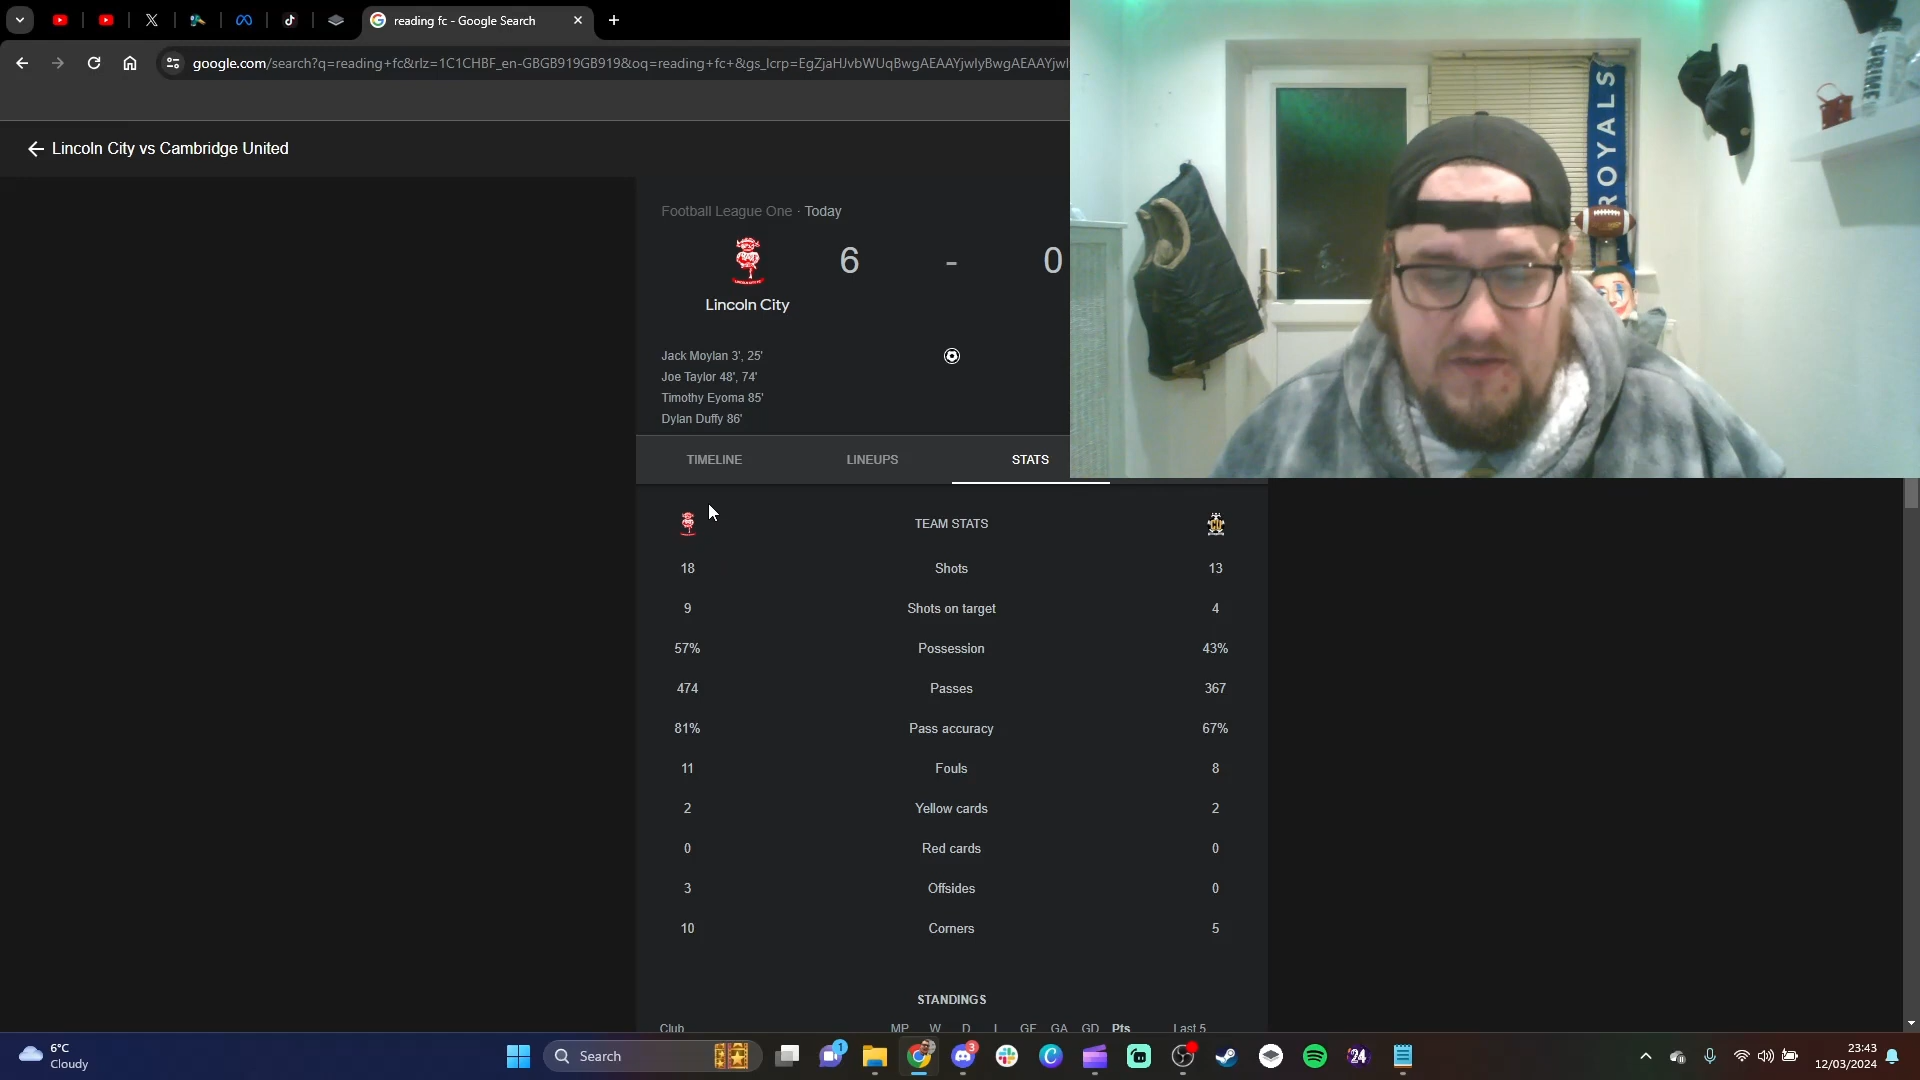 reading fc - Google Search
google.com/search?q=reading+fc&rlz=1C1CHBF_en-GBGB919GB919&oq=reading+fc+&gs_lcrp=EgZjaHJvbWUqBwgAEAAYjwIyBwgAEAAYjwI
Lincoln City vs Cambridge United
Football League One · Today
6 - 0
Lincoln City
Jack Moylan 3', 25'
Joe Taylor 48', 74'
Timothy Eyoma 85'
Dylan Duffy 86'
TIMELINE LINEUPS STATS
TEAM STATS
18 Shots 13
9 Shots on target 4
57% Possession 43%
474 Passes 367
81% Pass accuracy 67%
11 Fouls 8
2 Yellow cards 2
0 Red cards 0
3 Offsides 0
10 Corners 5
STANDINGS
Club MP W D L GF GA GD Pts Last 5
ROYALS
6°C
Cloudy
Search
1
3
24
23:43
12/03/2024